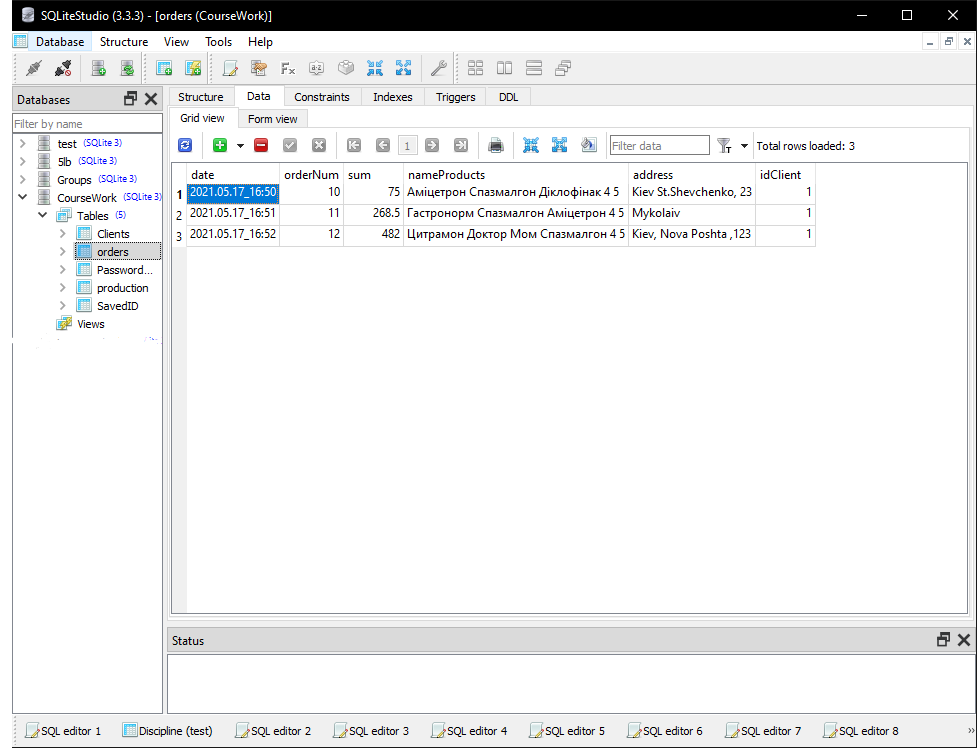 SQLiteStudio (3.3.3) - [orders (CourseWork)]
Database Structure View Tools Help
Databases
Filter by name
test (SQLite 3)
5lb (SQLite 3)
Groups (SQLite 3)
CourseWork (SQLite 3)
Tables (5)
Clients
orders
Password...
production
SavedID
Views
Structure Data Constraints Indexes Triggers DDL
Grid view Form view
1 Filter data Total rows loaded: 3
date orderNum sum nameProducts address idClient
1 2021.05.17_16:50 10 75 Аміцетрон Спазмалгон Діклофінак 4 5 Kiev St.Shevchenko, 23 1
2 2021.05.17_16:51 11 268.5 Гастронорм Спазмалгон Аміцетрон 4 5 Mykolaiv 1
3 2021.05.17_16:52 12 482 Цитрамон Доктор Мом Спазмалгон 4 5 Kiev, Nova Poshta ,123 1
Status
SQL editor 1 Discipline (test) SQL editor 2 SQL editor 3 SQL editor 4 SQL editor 5 SQL editor 6 SQL editor 7 SQL editor 8